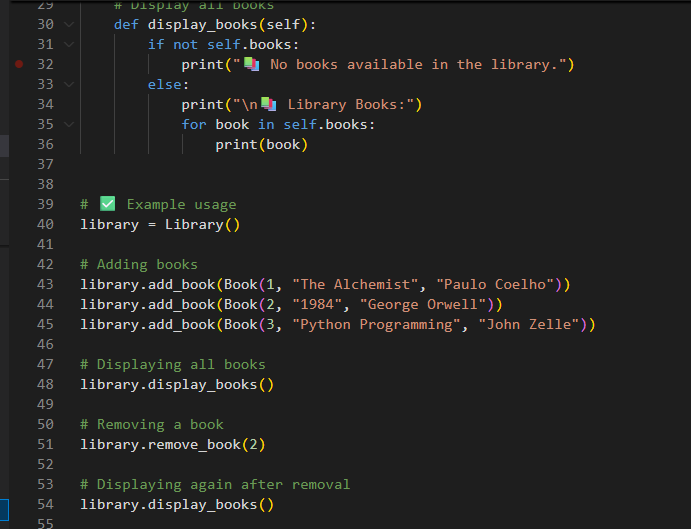 29 # Display all books
30 def display_books(self):
31 if not self.books:
32 print("📚 No books available in the library.")
33 else:
34 print("\n📚 Library Books:")
35 for book in self.books:
36 print(book)
37
38
39 # ✅ Example usage
40 library = Library()
41
42 # Adding books
43 library.add_book(Book(1, "The Alchemist", "Paulo Coelho"))
44 library.add_book(Book(2, "1984", "George Orwell"))
45 library.add_book(Book(3, "Python Programming", "John Zelle"))
46
47 # Displaying all books
48 library.display_books()
49
50 # Removing a book
51 library.remove_book(2)
52
53 # Displaying again after removal
54 library.display_books()
55